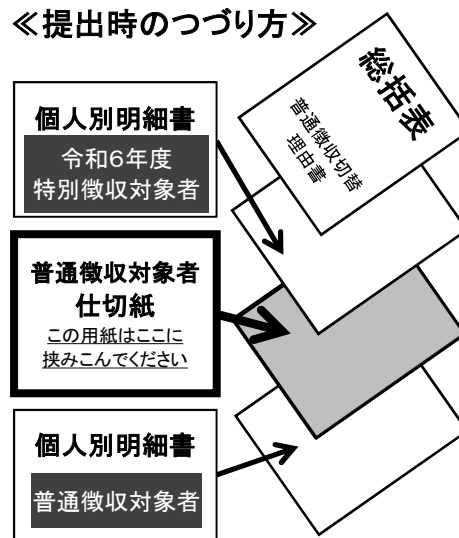 ≪提出時のつづり方≫
総括表
普通徴収切替
理由書
個人別明細書
令和６年度
特別徴収対象者
普通徴収対象者
仕切紙
この用紙はここに
挟みこんでください
個人別明細書
普通徴収対象者